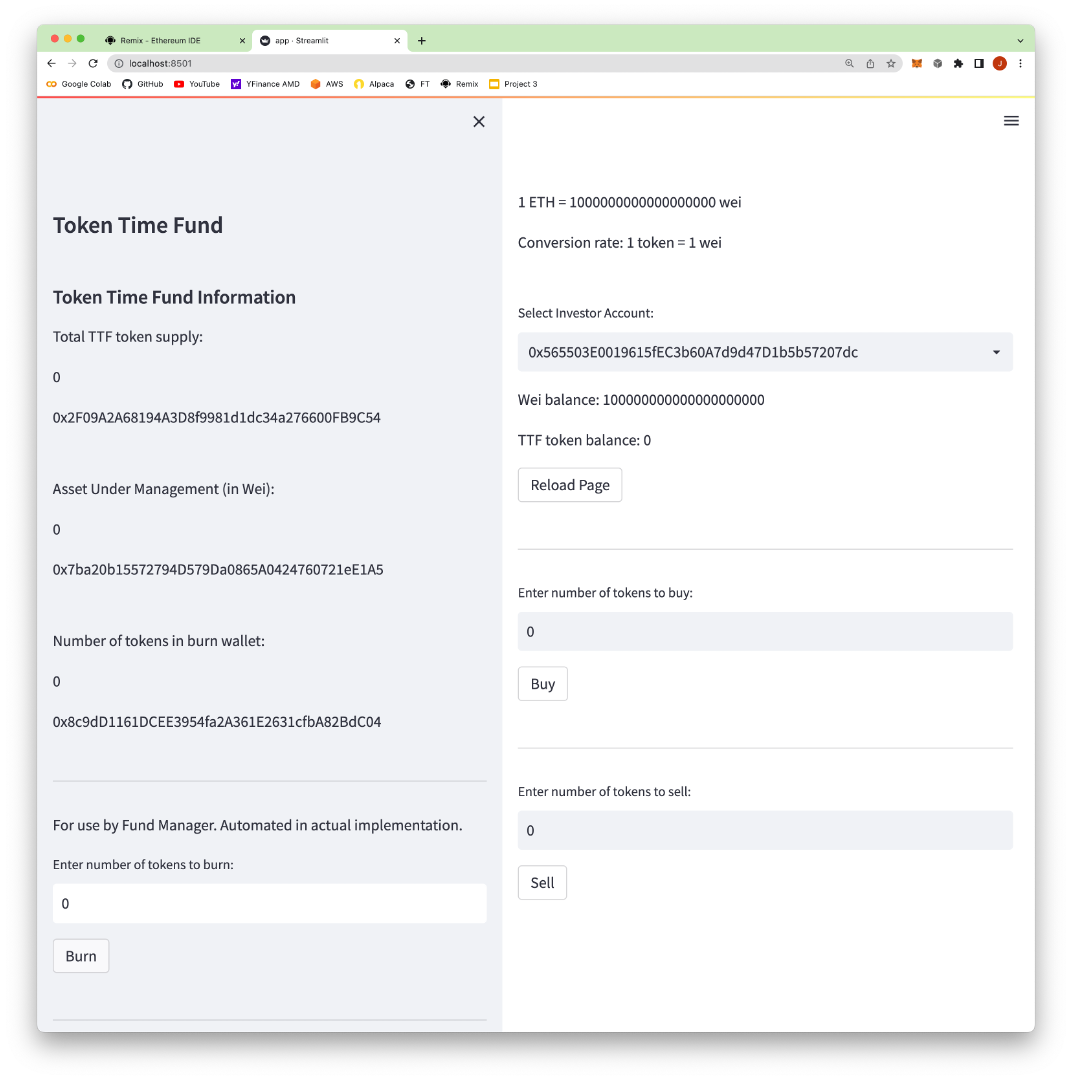 Remix - Ethereum IDE
app · Streamlit
localhost:8501
J
Google Colab
GitHub
YouTube
YFinance AMD
AWS
Alpaca
FT
Remix
Project 3
Token Time Fund
Token Time Fund Information
Total TTF token supply:
0
0x2F09A2A68194A3D8f9981d1dc34a276600FB9C54
Asset Under Management (in Wei):
0
0x7ba20b15572794D579Da0865A0424760721eE1A5
Number of tokens in burn wallet:
0
0x8c9dD1161DCEE3954fa2A361E2631cfbA82BdC04
For use by Fund Manager. Automated in actual implementation.
Enter number of tokens to burn:
0
Burn
1 ETH = 1000000000000000000 wei
Conversion rate: 1 token = 1 wei
Select Investor Account:
0x565503E0019615fEC3b60A7d9d47D1b5b57207dc
Wei balance: 100000000000000000000
TTF token balance: 0
Reload Page
Enter number of tokens to buy:
0
Buy
Enter number of tokens to sell:
0
Sell